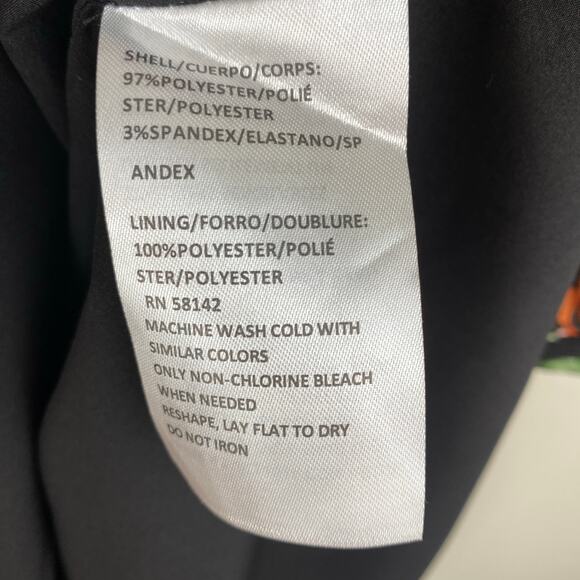 SHELL/CUERPO/CORPS:
97%POLYESTER/POLIÉ
STER/POLYESTER
3%SPANDEX/ELASTANO/SP
ANDEX
LINING/FORRO/DOUBLURE:
100%POLYESTER/POLIÉ
STER/POLYESTER
RN 58142
MACHINE WASH COLD WITH
SIMILAR COLORS
ONLY NON-CHLORINE BLEACH
WHEN NEEDED
RESHAPE, LAY FLAT TO DRY
DO NOT IRON